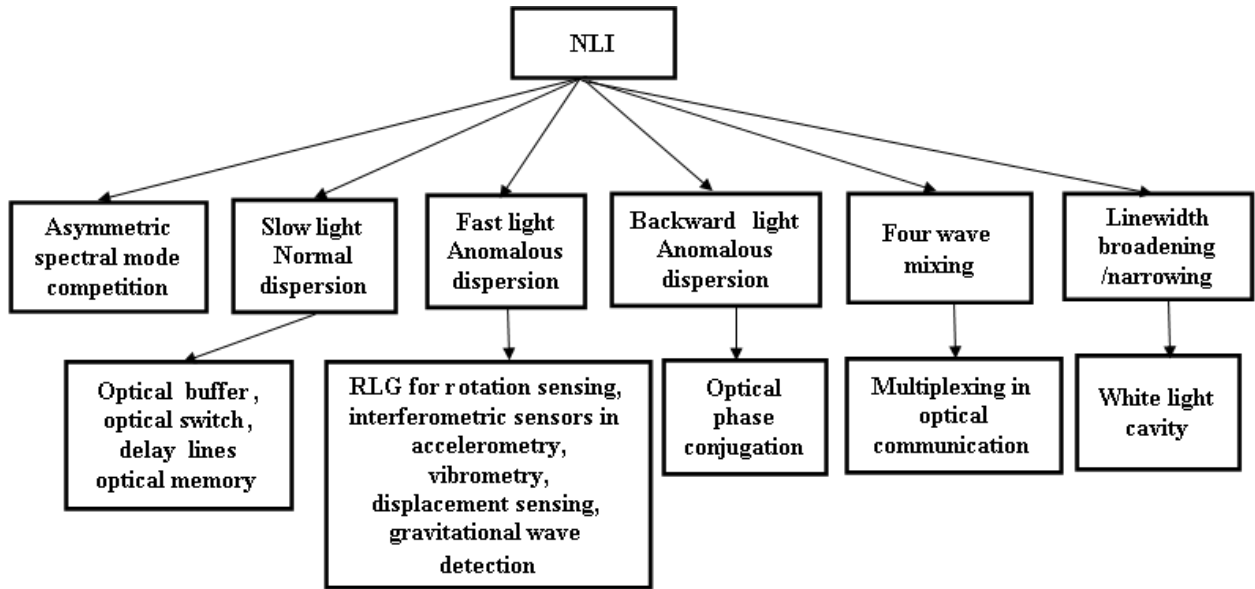 NLI
Asymmetric
spectral mode
competition
Slow light
Normal
dispersion
Fast light
Anomalous
dispersion
Backward light
Anomalous
dispersion
Four wave
mixing
Linewidth
broadening
/narrowing
Optical buffer,
optical switch,
delay lines
optical memory
RLG for rotation sensing,
interferometric sensors in
accelerometry,
vibrometry,
displacement sensing,
gravitational wave
detection
Optical
phase
conjugation
Multiplexing in
optical
communication
White light
cavity